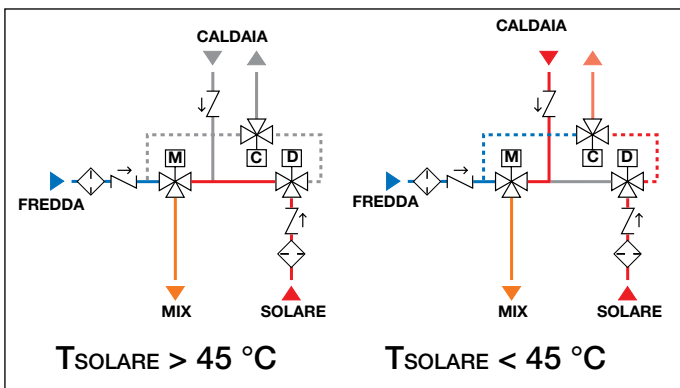 CALDAIA
M
C
D
FREDDA
MIX
SOLARE
TSOLARE > 45 °C
CALDAIA
M
C
D
FREDDA
MIX
SOLARE
TSOLARE < 45 °C